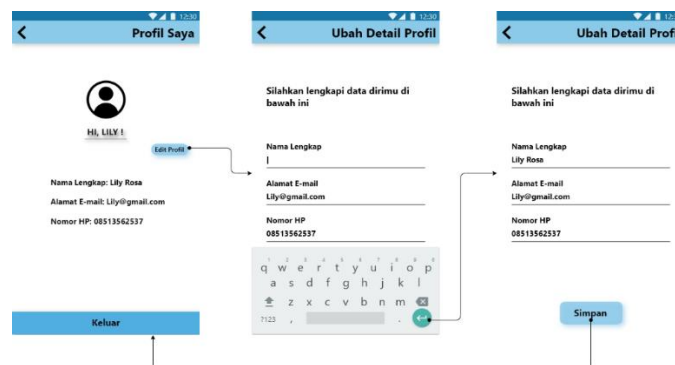 12:30
Profil Saya
HI, LILY !
Edit Profil
Nama Lengkap: Lily Rosa
Alamat E-mail: Lily@gmail.com
Nomor HP: 08513562537
Keluar
12:30
Ubah Detail Profil
Silahkan lengkapi data dirimu di
bawah ini
Nama Lengkap
Alamat E-mail
Lily@gmail.com
Nomor HP
08513562537
q w e r t y u i o p
a s d f g h j k l
z x c v b n m
?123 , .
Ubah Detail Profi
Silahkan lengkapi data dirimu di
bawah ini
Nama Lengkap
Lily Rosa
Alamat E-mail
Lily@gmail.com
Nomor HP
08513562537
Simpan